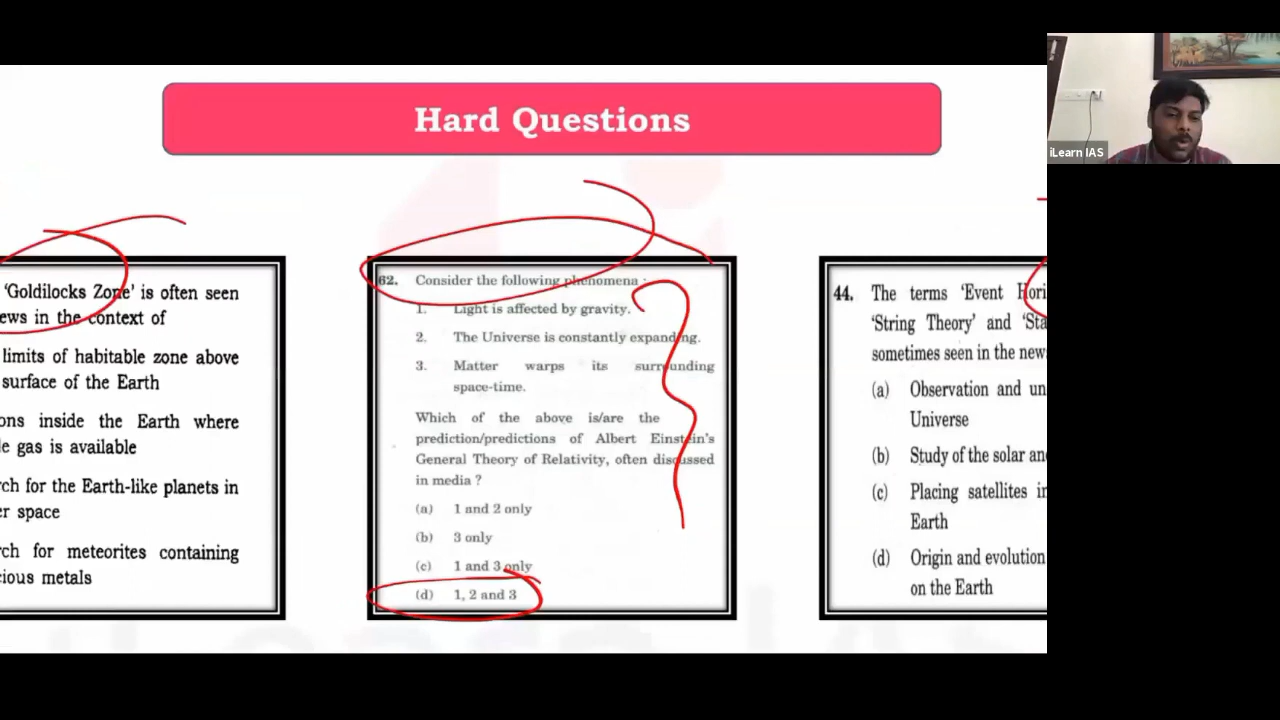 Hard Questions
iLearn IAS
'Goldilocks Zone' is often seen
ews in the context of
limits of habitable zone above
surface of the Earth
ons inside the Earth where
e gas is available
rch for the Earth-like planets in
er space
rch for meteorites containing
cious metals
62. Consider the following phenomena :
1. Light is affected by gravity.
2. The Universe is constantly expanding.
3. Matter warps its surrounding
space-time.
Which of the above is/are the
prediction/predictions of Albert Einstein's
General Theory of Relativity, often discussed
in media ?
(a) 1 and 2 only
(b) 3 only
(c) 1 and 3 only
(d) 1, 2 and 3
44. The terms 'Event Hori
'String Theory' and 'Sta
sometimes seen in the new
(a) Observation and un
Universe
(b) Study of the solar an
(c) Placing satellites in
Earth
(d) Origin and evolution
on the Earth